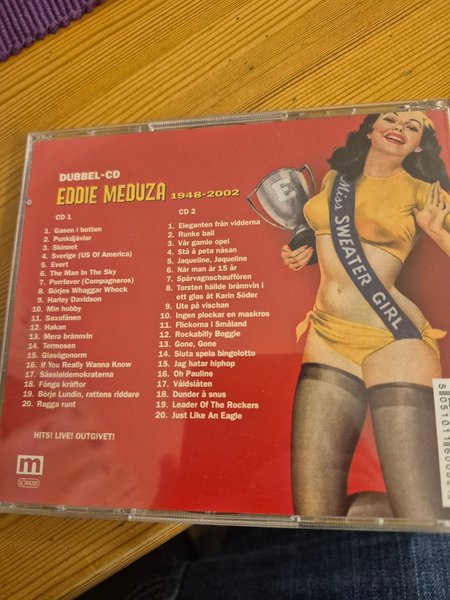 DUBBEL-CD
EDDIE MEDUZA 1948-2002
CD 1
1. Gasen i botten
2. Punkdjävlar
3. Skinnet
4. Sverige (US Of America)
5. Evert
6. The Man In The Sky
7. Porfavor (Compagneros)
8. Börjes Whaggar Whock
9. Harley Davidson
10. Min hobby
11. Saxofånen
12. Hakan
13. Mera brännvin
14. Termosen
15. Glasögonorm
16. If You Really Wanna Know
17. Såssialdemokraterna
18. Fånga kräftor
19. Börje Lundin, rattens riddare
20. Ragga runt
CD 2
1. Eleganten från vidderna
2. Runke ball
3. Vår gamle opel
4. Stå å peta näsan
5. Jaqueline, Jaqueline
6. När man är 15 år
7. Spårvagnschaufören
8. Torsten hällde brännvin i
ett glas åt Karin Söder
9. Ute på vischan
10. Ingen plockar en maskros
11. Flickorna i Småland
12. Rockabilly Boggie
13. Gone, Gone
14. Sluta spela bingolotto
15. Jag hatar hiphop
16. Oh Pauline
17. Våldslåten
18. Dunder å snus
19. Leader Of The Rockers
20. Just Like An Eagle
HITS! LIVE! OUTGIVET!
m
E
Miss SWEATER GIRL